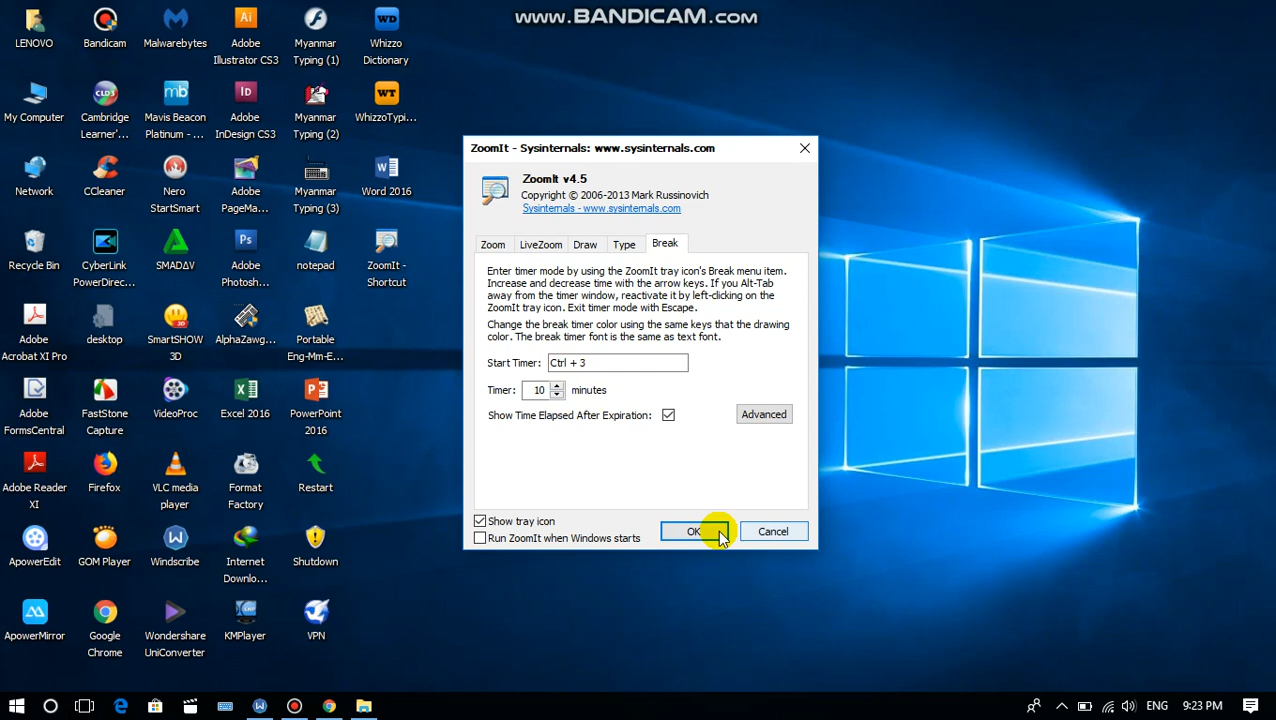 www.BANDICAM.com
LENOVO
Bandicam
Malwarebytes
Adobe
Illustrator CS3
Myanmar
Typing (1)
Whizzo
Dictionary
My Computer
Cambridge
Learner'...
Mavis Beacon
Platinum - ...
Adobe
InDesign CS3
Myanmar
Typing (2)
WhizzoTypi...
Network
CCleaner
Nero
StartSmart
Adobe
PageMa...
Myanmar
Typing (3)
Word 2016
Recycle Bin
CyberLink
PowerDirec...
SMADΔV
Adobe
Photosh...
notepad
ZoomIt -
Shortcut
Adobe
Acrobat XI Pro
desktop
SmartSHOW
3D
AlphaZawg...
Portable
Eng-Mm-E...
Adobe
FormsCentral
FastStone
Capture
VideoProc
Excel 2016
PowerPoint
2016
Adobe Reader
XI
Firefox
VLC media
player
Format
Factory
Restart
ApowerEdit
GOM Player
Windscribe
Internet
Downlo...
Shutdown
ApowerMirror
Google
Chrome
Wondershare
UniConverter
KMPlayer
VPN
ZoomIt - Sysinternals: www.sysinternals.com
ZoomIt v4.5
Copyright © 2006-2013 Mark Russinovich
Sysinternals - www.sysinternals.com
Zoom
LiveZoom
Draw
Type
Break
Enter timer mode by using the ZoomIt tray icon's Break menu item.
Increase and decrease time with the arrow keys. If you Alt-Tab
away from the timer window, reactivate it by left-clicking on the
ZoomIt tray icon. Exit timer mode with Escape.
Change the break timer color using the same keys that the drawing
color. The break timer font is the same as text font.
Start Timer: Ctrl + 3
Timer: 10 minutes
Show Time Elapsed After Expiration:
Advanced
Show tray icon
Run ZoomIt when Windows starts
OK
Cancel
ENG
9:23 PM